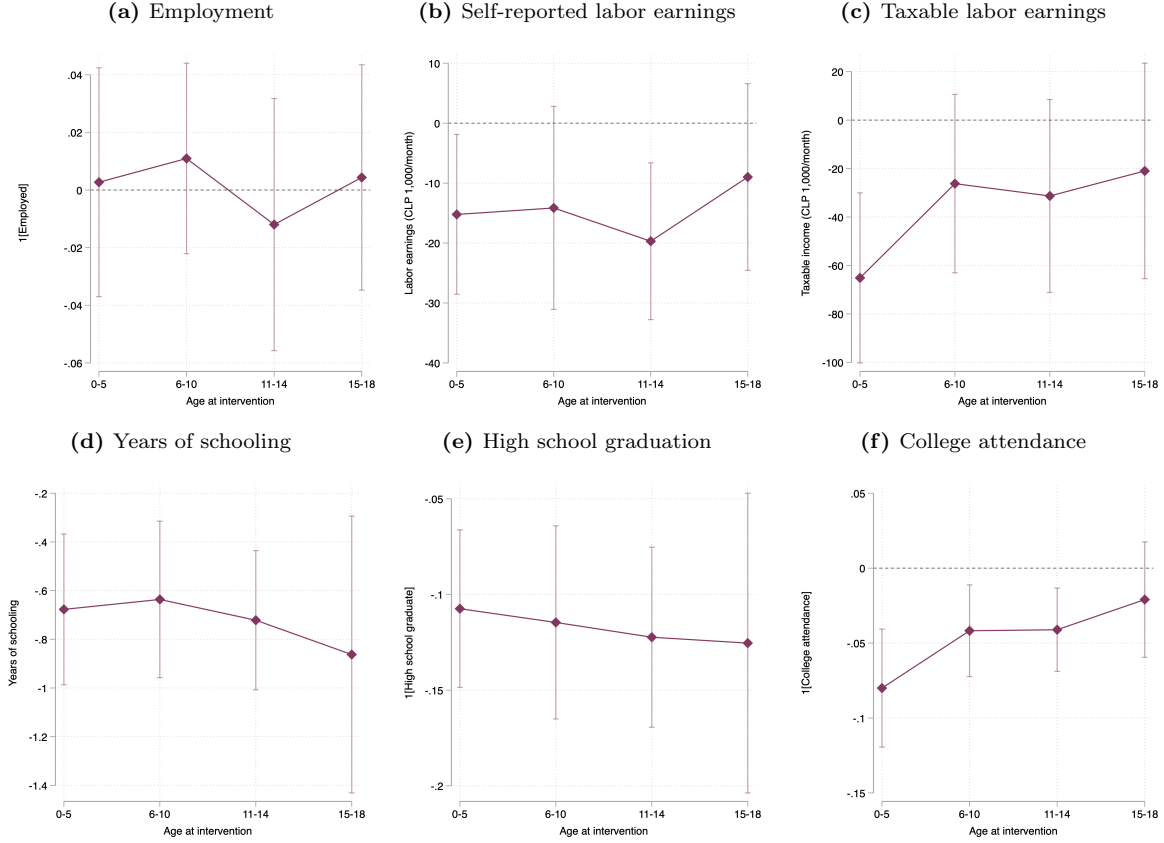 (a) Employment
.04
.02
0
-.02
-.04
-.06
1[Employed]
0-5 6-10 11-14 15-18
Age at intervention
(b) Self-reported labor earnings
10
0
-10
-20
-30
-40
Labor earnings (CLP 1,000/month)
0-5 6-10 11-14 15-18
Age at intervention
(c) Taxable labor earnings
20
0
-20
-40
-60
-80
-100
Taxable income (CLP 1,000/month)
0-5 6-10 11-14 15-18
Age at intervention
(d) Years of schooling
-.2
-.4
-.6
-.8
-1
-1.2
-1.4
Years of schooling
0-5 6-10 11-14 15-18
Age at intervention
(e) High school graduation
-.05
-.1
-.15
-.2
1[High school graduate]
0-5 6-10 11-14 15-18
Age at intervention
(f) College attendance
.05
0
-.05
-.1
-.15
1[College attendance]
0-5 6-10 11-14 15-18
Age at intervention